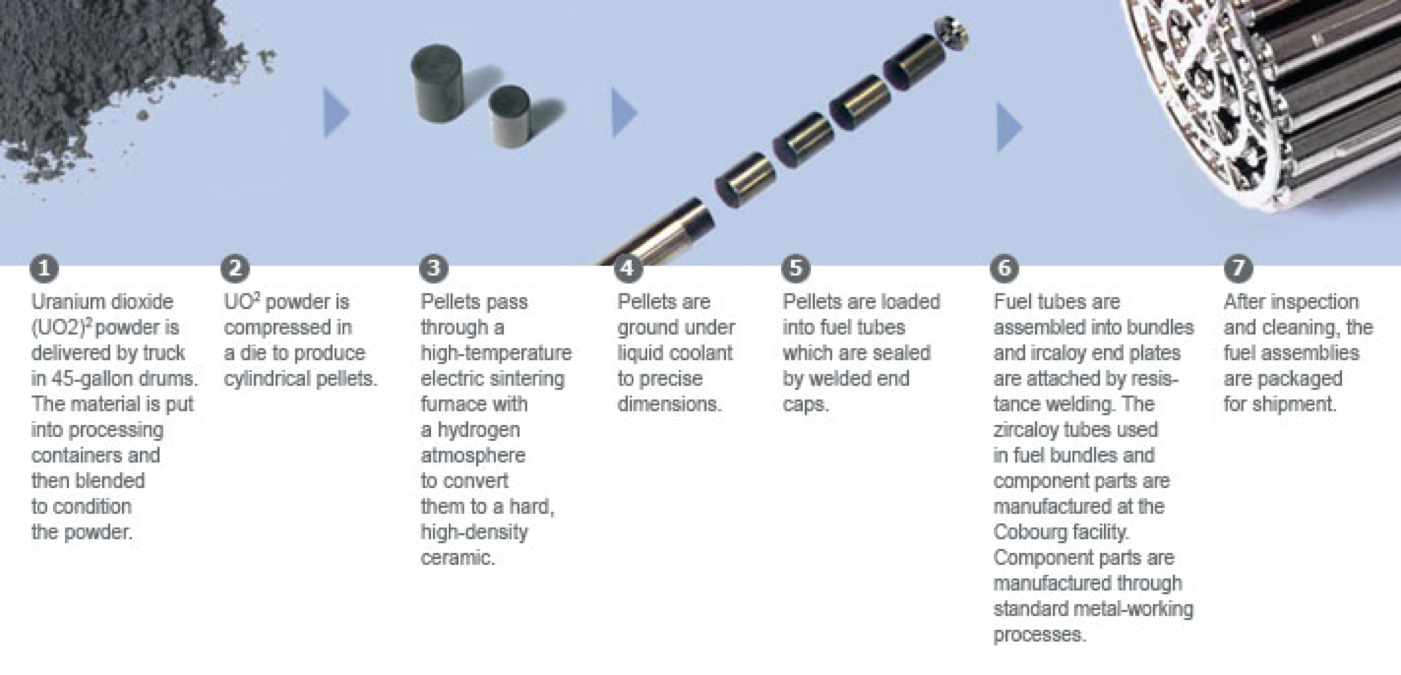 1
Uranium dioxide
(UO2)² powder is
delivered by truck
in 45-gallon drums.
The material is put
into processing
containers and
then blended
to condition
the powder.
2
UO² powder is
compressed in
a die to produce
cylindrical pellets.
3
Pellets pass
through a
high-temperature
electric sintering
furnace with
a hydrogen
atmosphere
to convert
them to a hard,
high-density
ceramic.
4
Pellets are
ground under
liquid coolant
to precise
dimensions.
5
Pellets are loaded
into fuel tubes
which are sealed
by welded end
caps.
6
Fuel tubes are
assembled into bundles
and ircaloy end plates
are attached by resis-
tance welding. The
zircaloy tubes used
in fuel bundles and
component parts are
manufactured at the
Cobourg facility.
Component parts are
manufactured through
standard metal-working
processes.
7
After inspection
and cleaning, the
fuel assemblies
are packaged
for shipment.